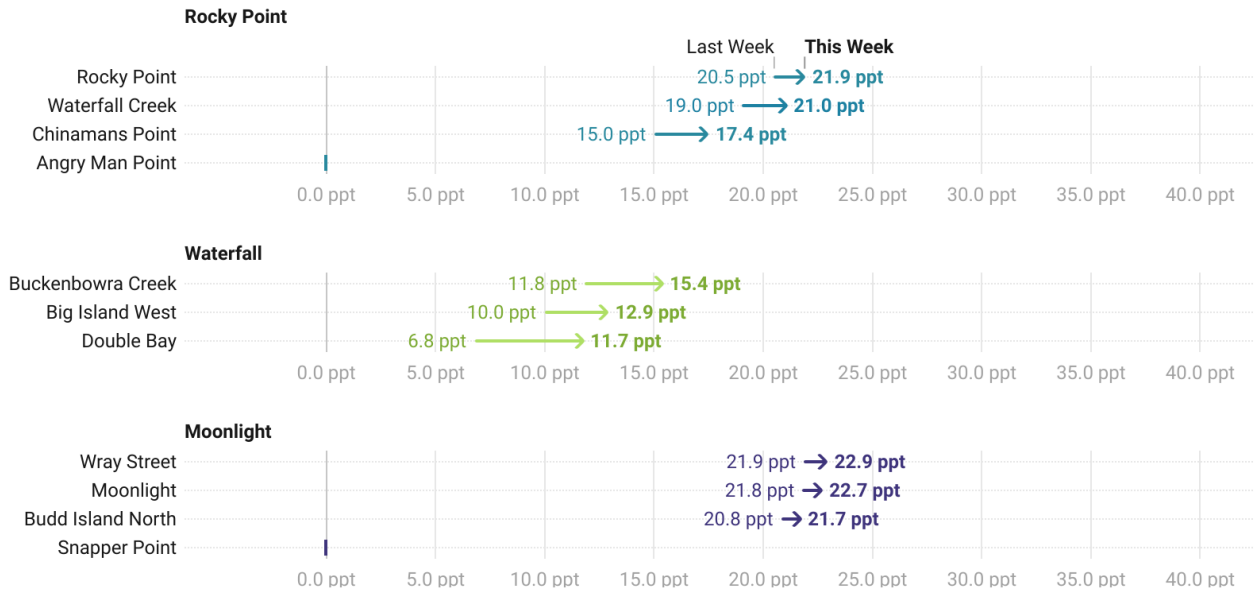 Rocky Point
Last Week This Week
Rocky Point 20.5 ppt 21.9 ppt
Waterfall Creek 19.0 ppt 21.0 ppt
Chinamans Point 15.0 ppt 17.4 ppt
Angry Man Point
0.0 ppt 5.0 ppt 10.0 ppt 15.0 ppt 20.0 ppt 25.0 ppt 30.0 ppt 35.0 ppt 40.0 ppt
Waterfall
Buckenbowra Creek 11.8 ppt 15.4 ppt
Big Island West 10.0 ppt 12.9 ppt
Double Bay 6.8 ppt 11.7 ppt
0.0 ppt 5.0 ppt 10.0 ppt 15.0 ppt 20.0 ppt 25.0 ppt 30.0 ppt 35.0 ppt 40.0 ppt
Moonlight
Wray Street 21.9 ppt 22.9 ppt
Moonlight 21.8 ppt 22.7 ppt
Budd Island North 20.8 ppt 21.7 ppt
Snapper Point
0.0 ppt 5.0 ppt 10.0 ppt 15.0 ppt 20.0 ppt 25.0 ppt 30.0 ppt 35.0 ppt 40.0 ppt